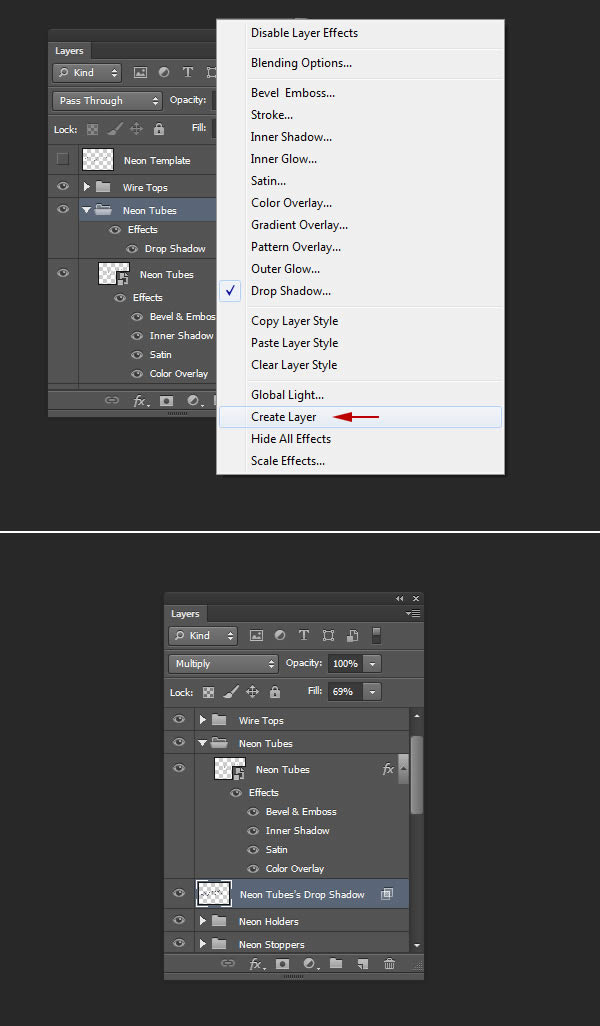 Layers
Kind
Pass Through
Opacity:
Lock:
Fill:
Neon Template
Wire Tops
Neon Tubes
Effects
Drop Shadow
Neon Tubes
Effects
Bevel & Embos
Inner Shadow
Satin
Color Overlay
fx
Disable Layer Effects
Blending Options...
Bevel Emboss...
Stroke...
Inner Shadow...
Inner Glow...
Satin...
Color Overlay...
Gradient Overlay...
Pattern Overlay...
Outer Glow...
Drop Shadow...
Copy Layer Style
Paste Layer Style
Clear Layer Style
Global Light...
Create Layer
Hide All Effects
Scale Effects...
Layers
Kind
Multiply Opacity: 100%
Lock: Fill: 69%
Wire Tops
Neon Tubes
Neon Tubes fx
Effects
Bevel & Emboss
Inner Shadow
Satin
Color Overlay
Neon Tubes's Drop Shadow
Neon Holders
Neon Stoppers
fx